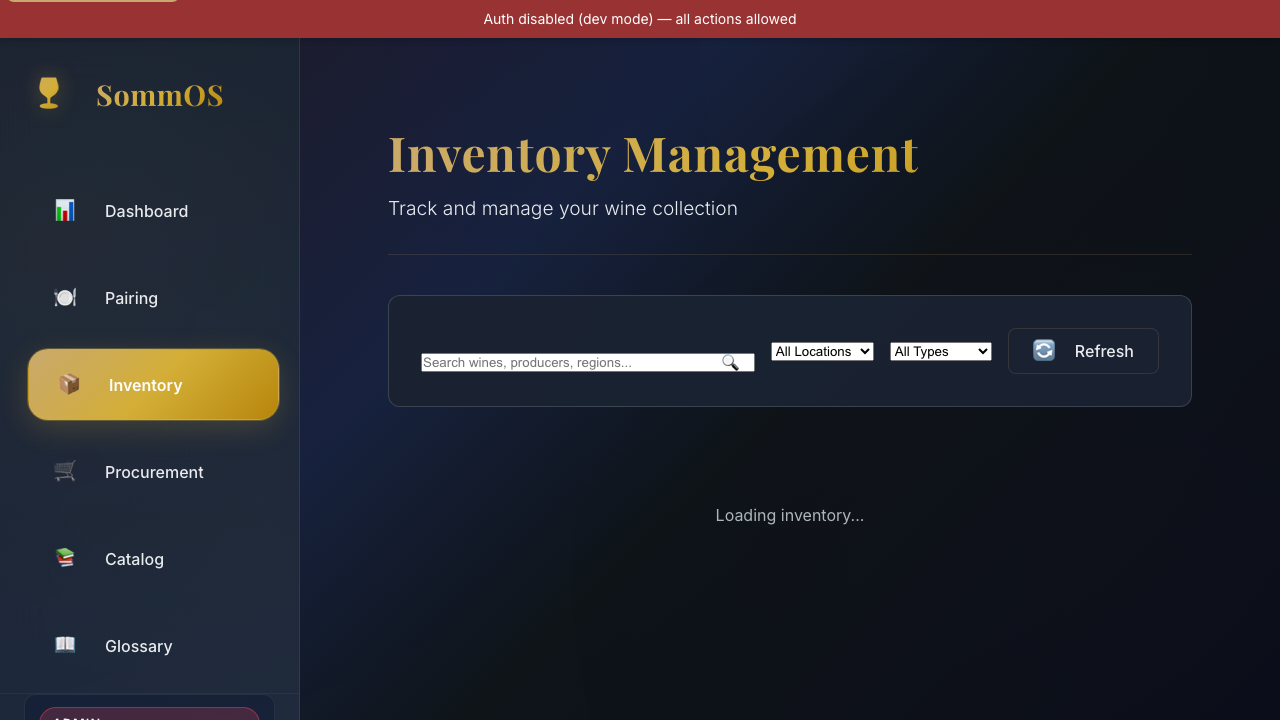 Auth disabled (dev mode) — all actions allowed
SommOS
Dashboard
Pairing
Inventory
Procurement
Catalog
Glossary
ADMIN
Inventory Management
Track and manage your wine collection
Search wines, producers, regions...
All Locations
All Types
Refresh
Loading inventory...